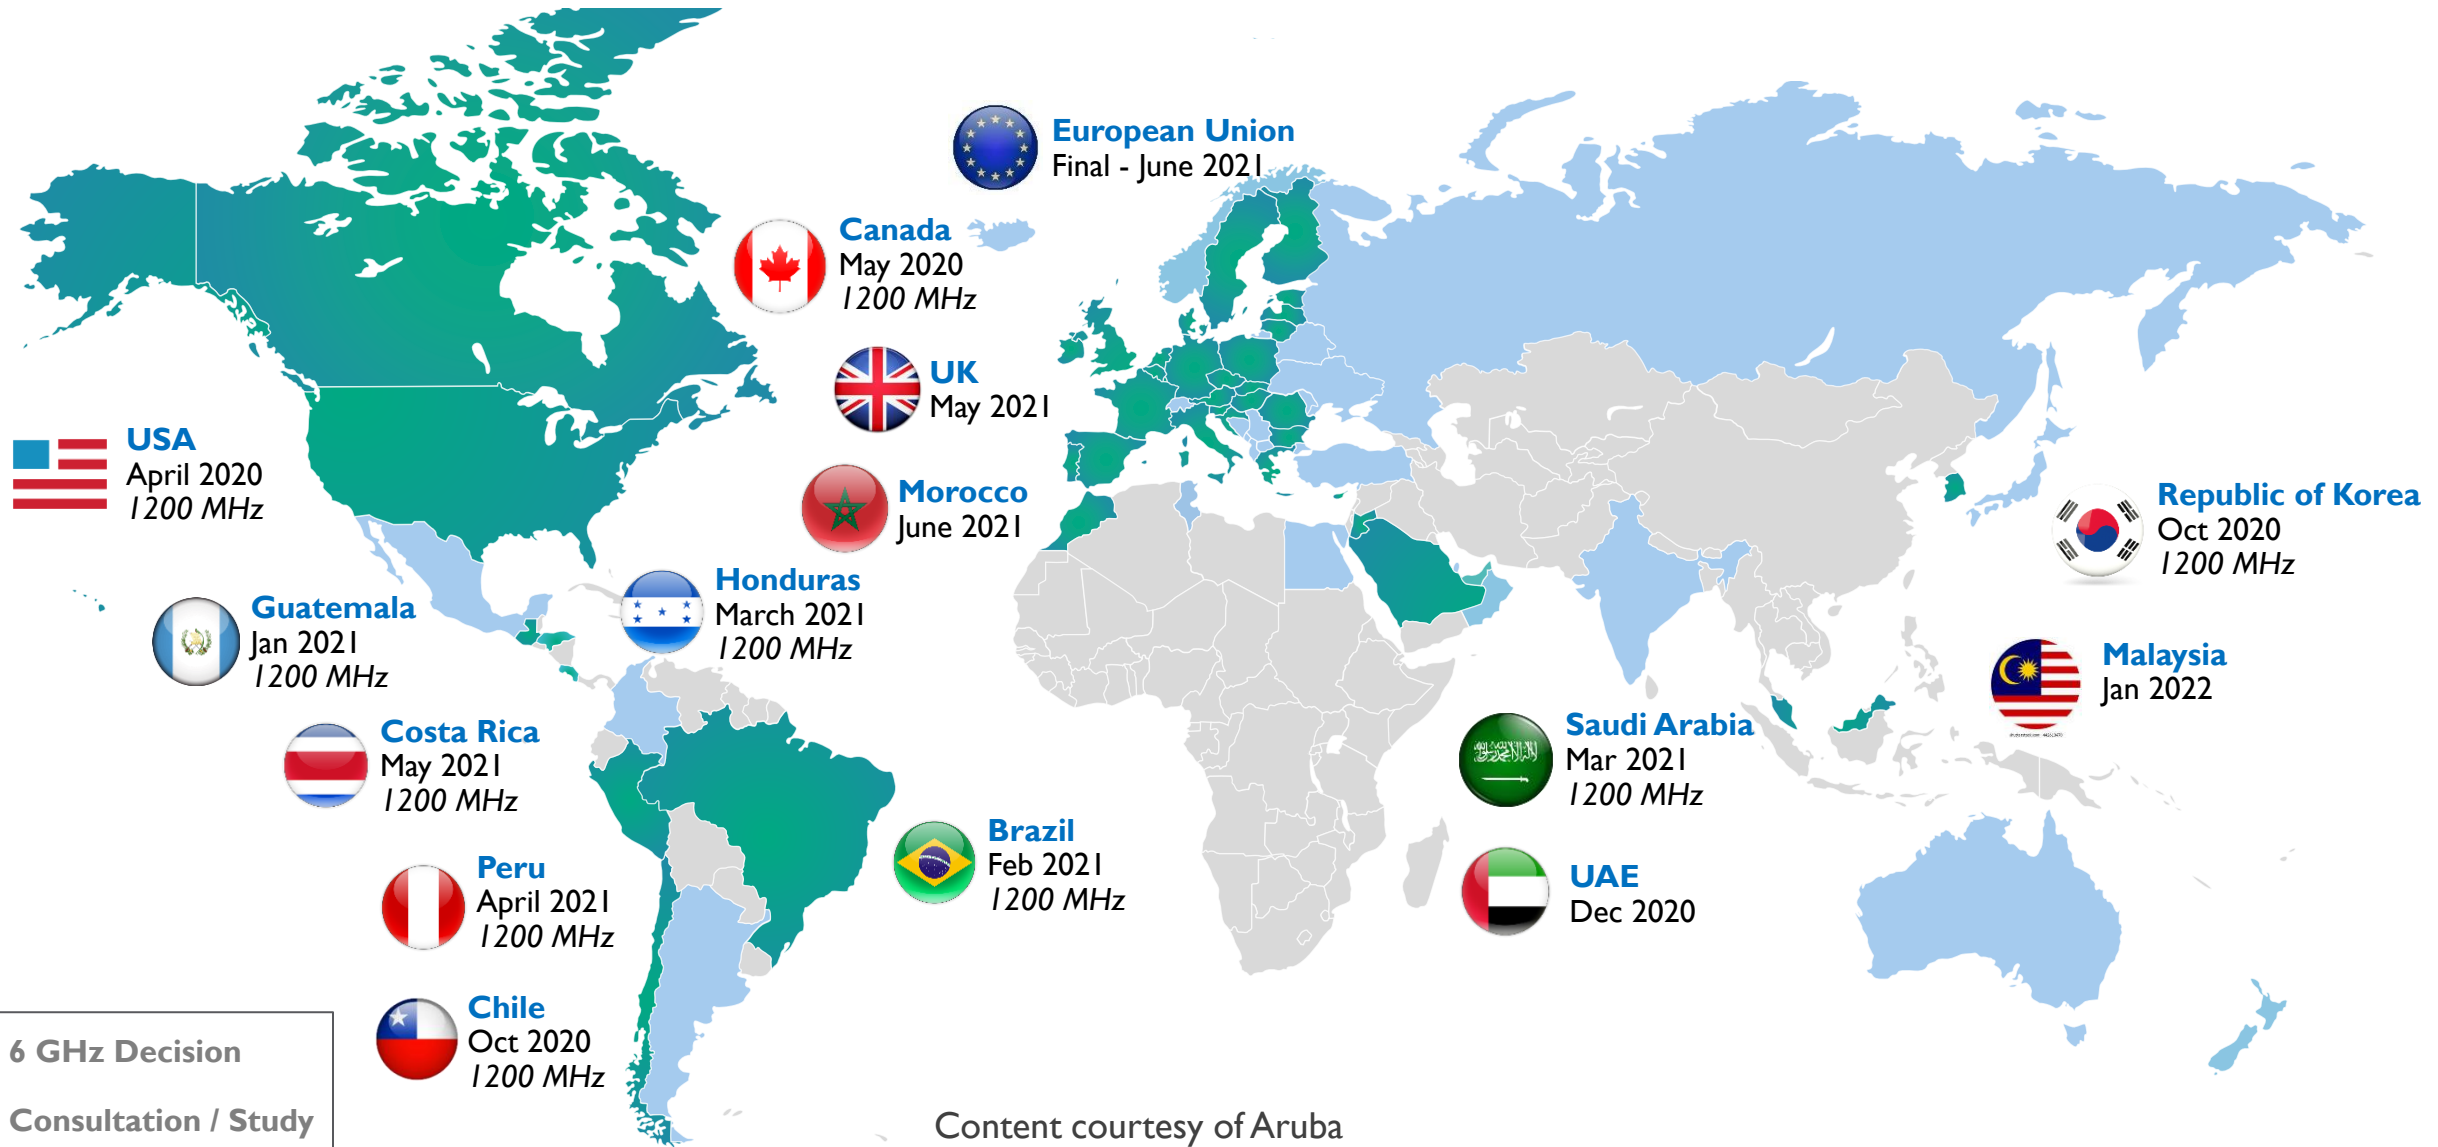 European Union
Final - June 2021
Canada
May 2020
1200 MHz
UK
May 2021
USA
April 2020
1200 MHz
Morocco
June 2021
Republic of Korea
Oct 2020
1200 MHz
Honduras
March 2021
1200 MHz
Guatemala
Jan 2021
1200 MHz
Malaysia
Jan 2022
Costa Rica
May 2021
1200 MHz
Saudi Arabia
Mar 2021
1200 MHz
Brazil
Feb 2021
1200 MHz
Peru
April 2021
1200 MHz
UAE
Dec 2020
Chile
Oct 2020
1200 MHz
6 GHz Decision
Consultation / Study
Content courtesy of Aruba